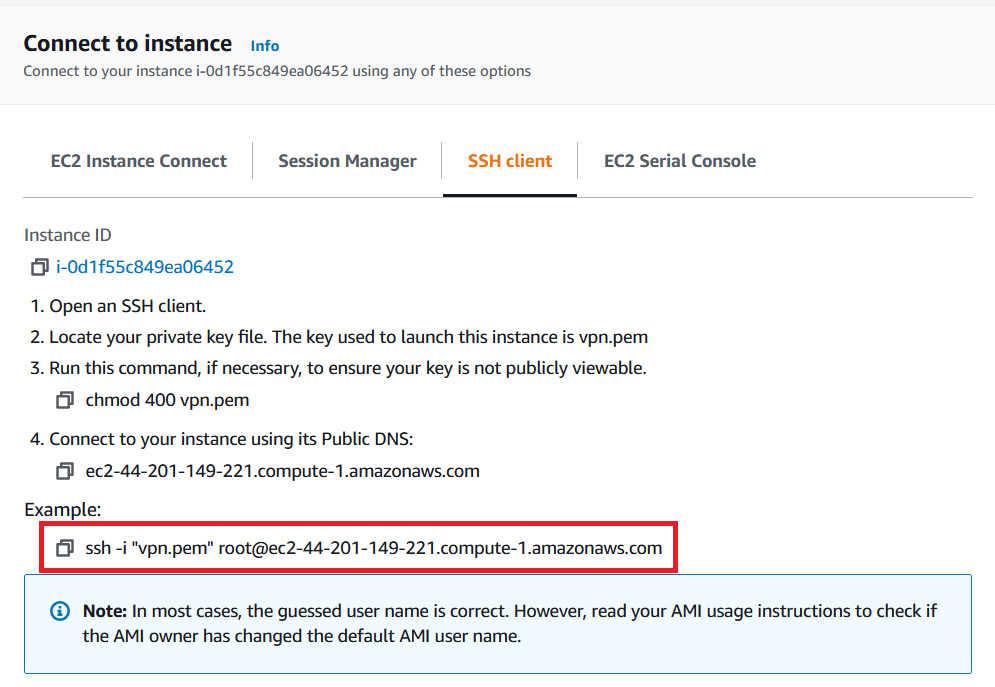 Connect to instance Info
Connect to your instance i-0d1f55c849ea06452 using any of these options
EC2 Instance Connect
Session Manager
SSH client
EC2 Serial Console
Instance ID
i-0d1f55c849ea06452
1. Open an SSH client.
2. Locate your private key file. The key used to launch this instance is vpn.pem
3. Run this command, if necessary, to ensure your key is not publicly viewable.
chmod 400 vpn.pem
4. Connect to your instance using its Public DNS:
ec2-44-201-149-221.compute-1.amazonaws.com
Example:
ssh -i "vpn.pem" root@ec2-44-201-149-221.compute-1.amazonaws.com
Note: In most cases, the guessed user name is correct. However, read your AMI usage instructions to check if
the AMI owner has changed the default AMI user name.